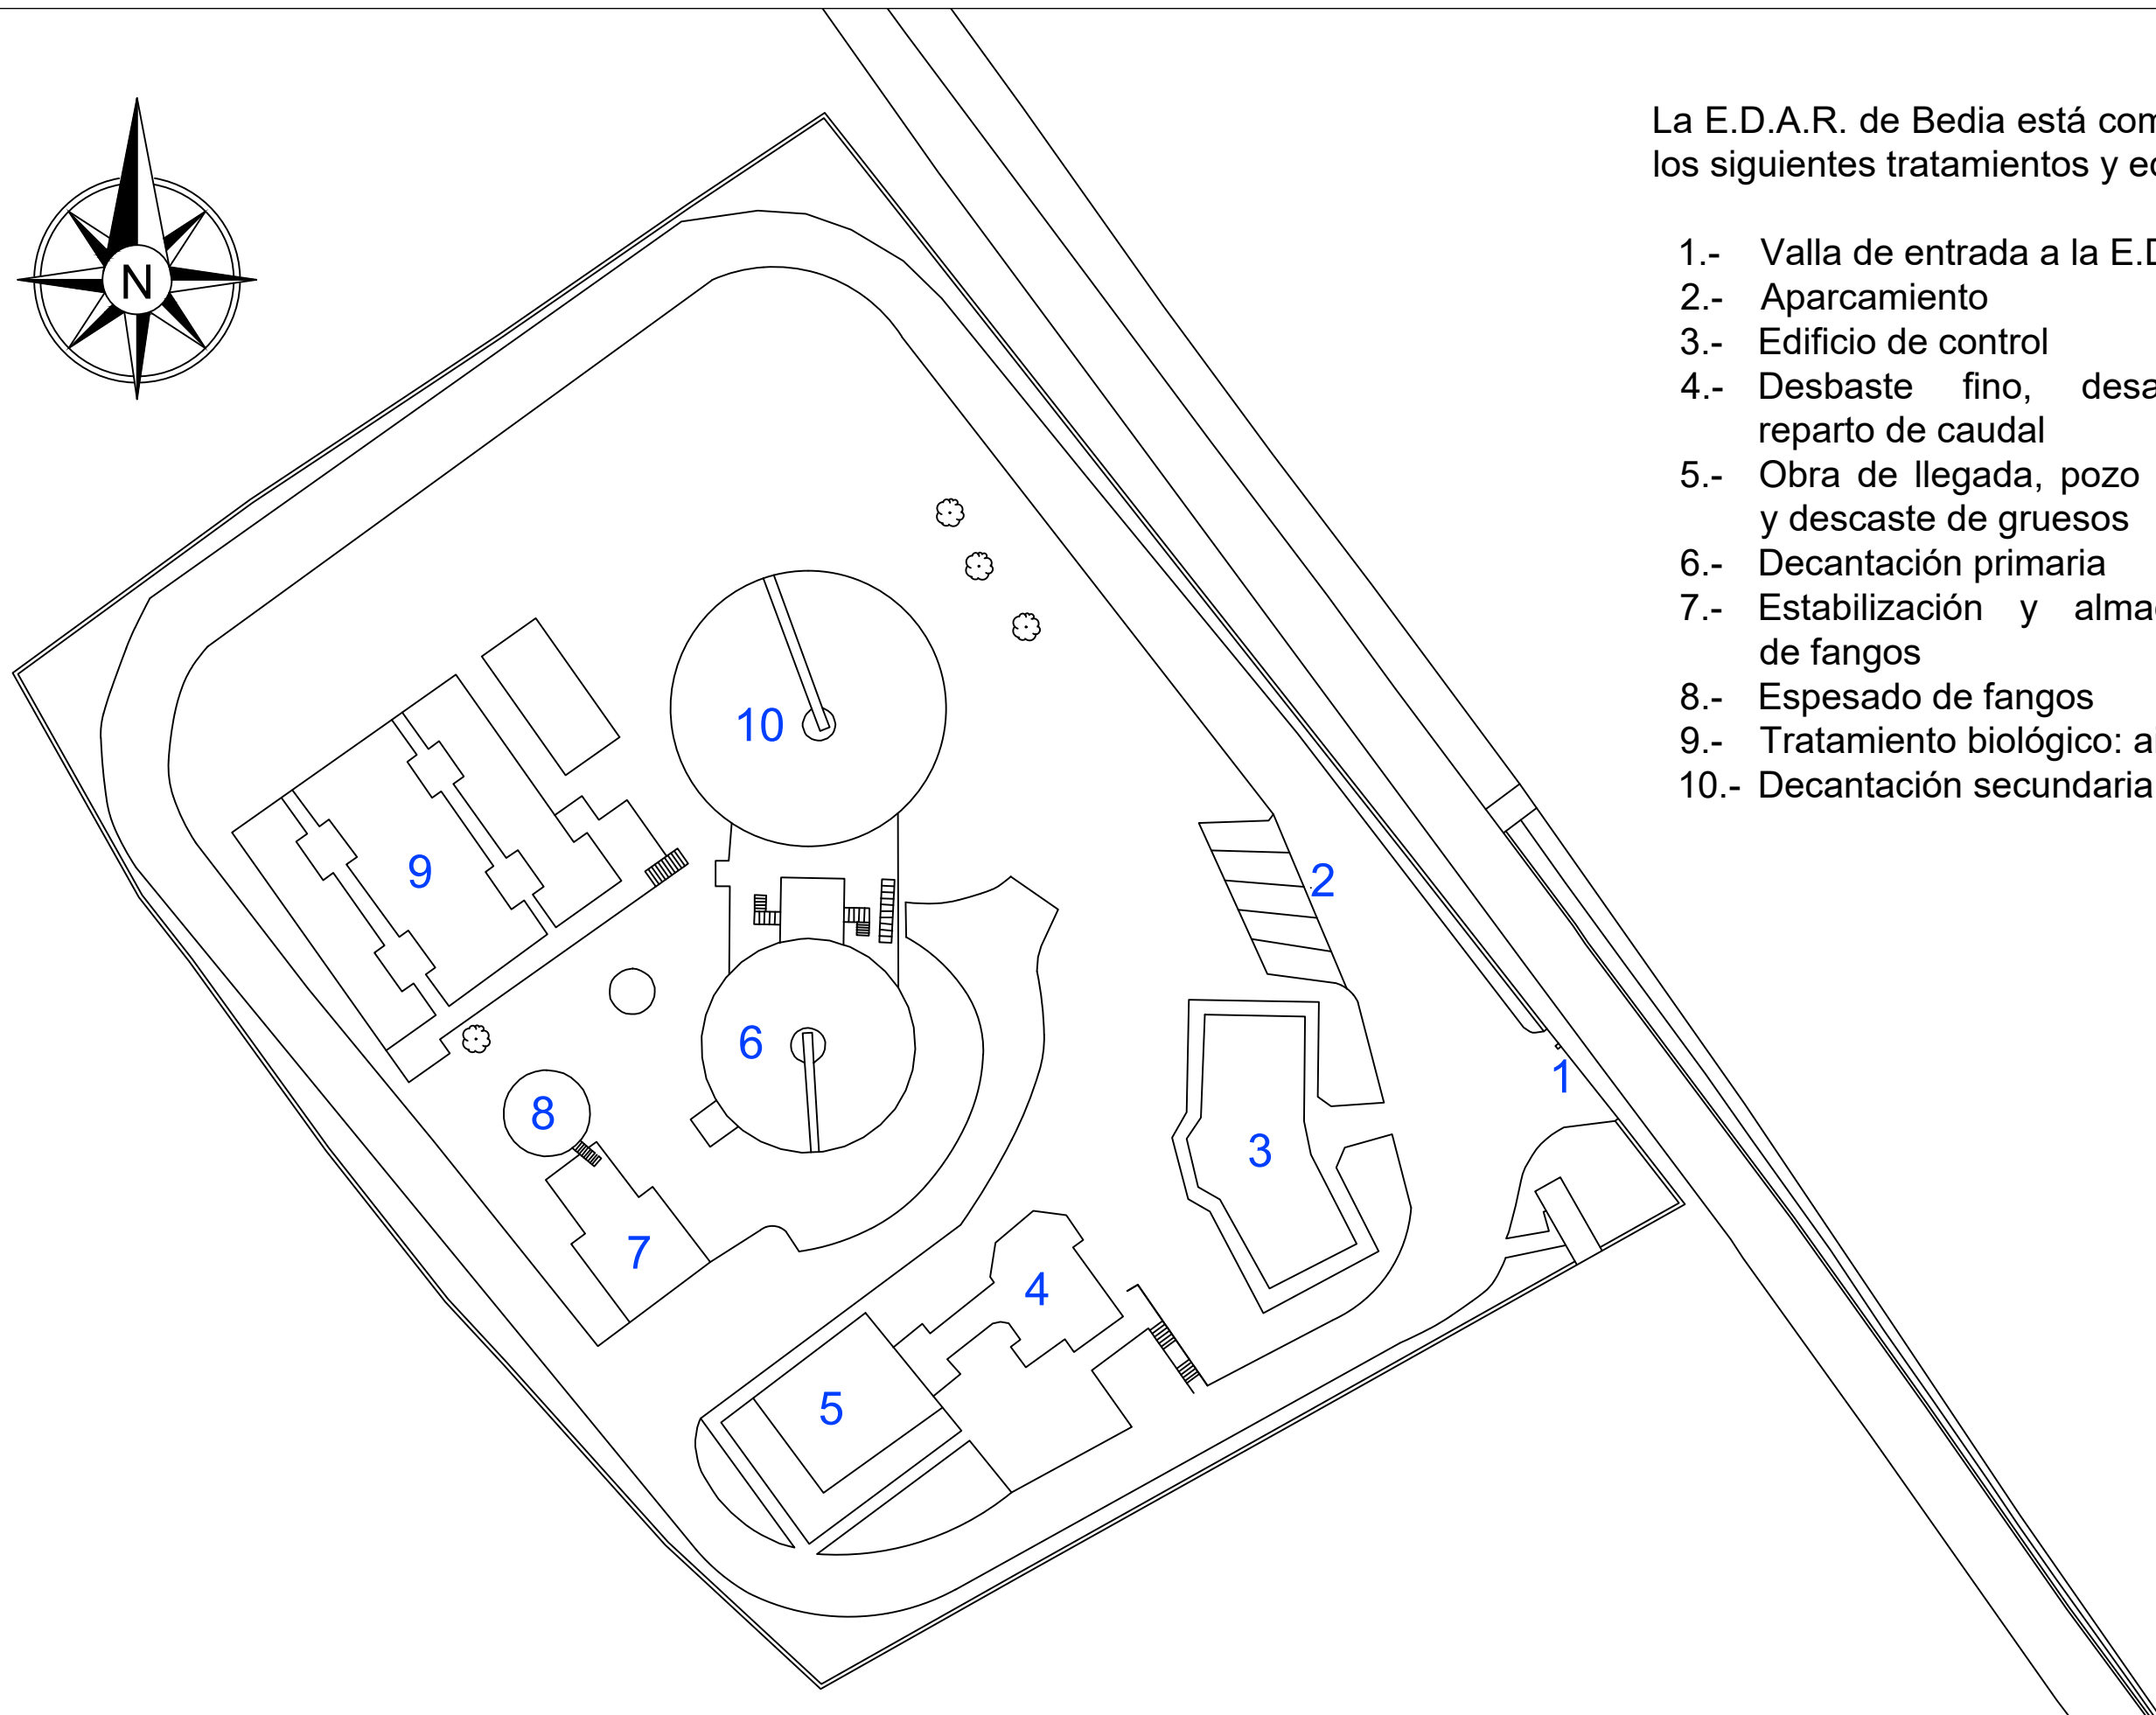 N
La E.D.A.R. de Bedia está
los siguientes tratamientos y
1.- Valla de entrada a la
2.- Aparcamiento
3.- Edificio de control
4.- Desbaste fino,
reparto de caudal
5.- Obra de llegada, pozo
y descaste de gruesos
6.- Decantación primaria
7.- Estabilización y
de fangos
8.- Espesado de fangos
9.- Tratamiento biológico:
10.- Decantación secundaria
10
9
2
6
1
8
3
7
4
5